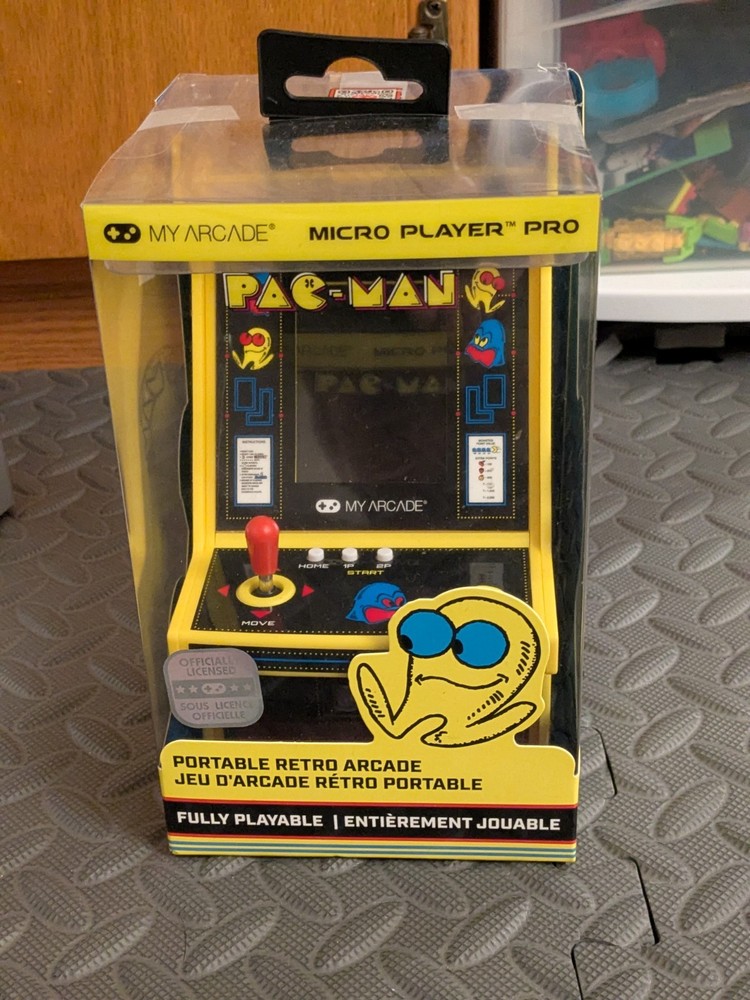 MY ARCADE® MICRO PLAYER™ PRO
PAC-MAN
INSTRUCTIONS
MY ARCADE®
HOME 1P 2P
START
MOVE
OFFICIALLY
LICENSED
SOUS LICENCE
OFFICIELLE
PORTABLE RETRO ARCADE
JEU D'ARCADE RÉTRO PORTABLE
FULLY PLAYABLE | ENTIÈREMENT JOUABLE